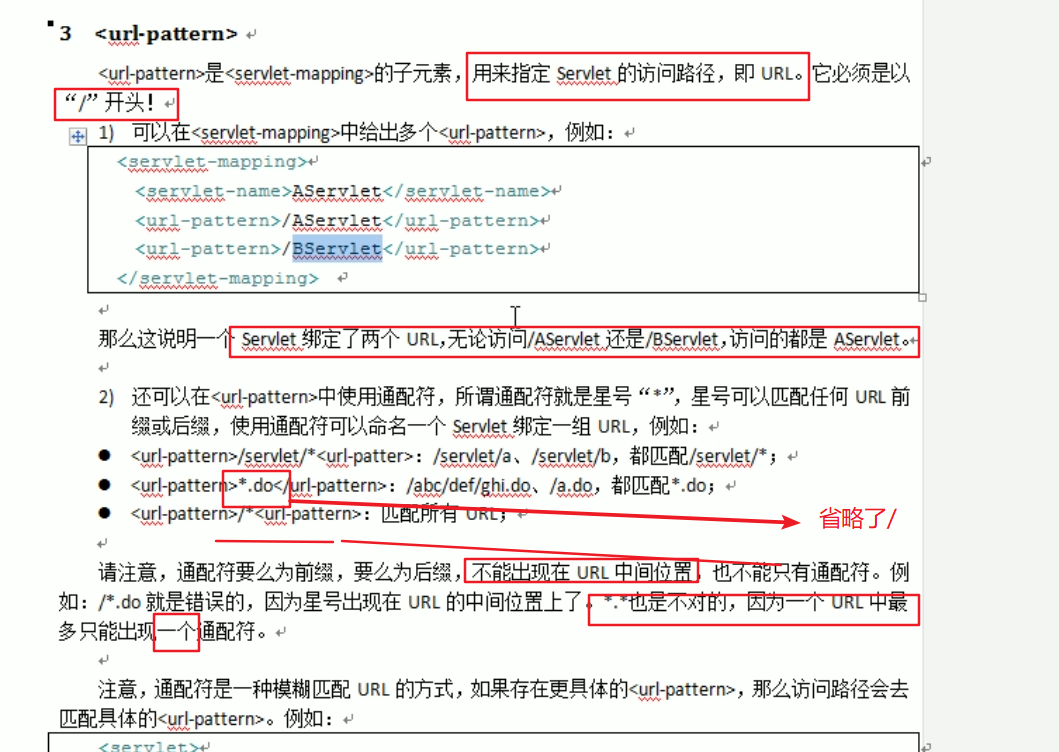 3 <url-pattern>
<url-pattern>是<servlet-mapping>的子元素，用来指定 Servlet 的访问路径，即 URL。它必须是以
“/”开头！
1) 可以在<servlet-mapping>中给出多个<url-pattern>，例如：
<servlet-mapping>
<servlet-name>AServlet</servlet-name>
<url-pattern>/AServlet</url-pattern>
<url-pattern>/BServlet</url-pattern>
</servlet-mapping>
那么这说明一个 Servlet 绑定了两个 URL,无论访问/AServlet 还是/BServlet,访问的都是 AServlet。
2) 还可以在<url-pattern>中使用通配符，所谓通配符就是星号“*”，星号可以匹配任何 URL 前
缀或后缀，使用通配符可以命名一个 Servlet 绑定一组 URL，例如：
● <url-pattern>/servlet/*<url-patter>：/servlet/a、/servlet/b，都匹配/servlet/*；
● <url-pattern>*.do</url-pattern>：/abc/def/ghi.do、/a.do，都匹配*.do；
● <url-pattern>/*<url-pattern>：匹配所有 URL；
省略了/
请注意，通配符要么为前缀，要么为后缀，不能出现在 URL 中间位置，也不能只有通配符。例
如：/*.do 就是错误的，因为星号出现在 URL 的中间位置上了。*.*也是不对的，因为一个 URL 中最
多只能出现一个通配符。
注意，通配符是一种模糊匹配 URL 的方式，如果存在更具体的<url-pattern>，那么访问路径会去
匹配具体的<url-pattern>。例如：
<servlet>